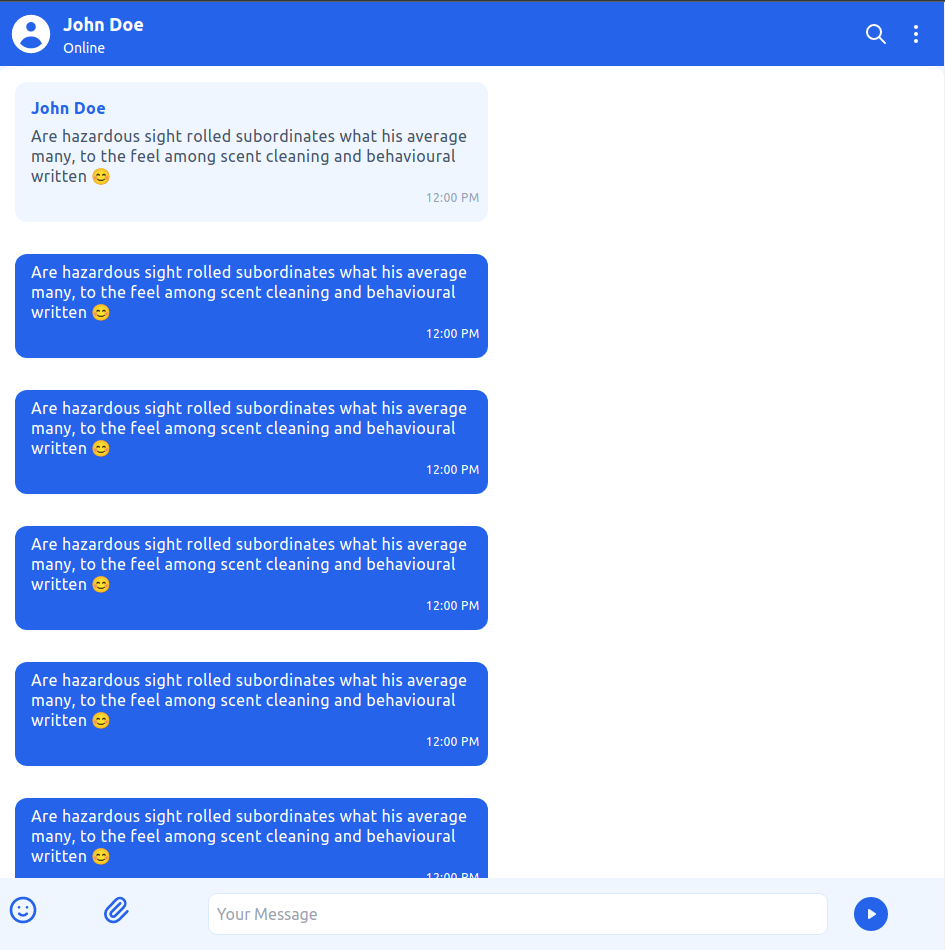 John Doe
Online
John Doe
Are hazardous sight rolled subordinates what his average
many, to the feel among scent cleaning and behavioural
written 😊
12:00 PM
Are hazardous sight rolled subordinates what his average
many, to the feel among scent cleaning and behavioural
written 😊
12:00 PM
Are hazardous sight rolled subordinates what his average
many, to the feel among scent cleaning and behavioural
written 😊
12:00 PM
Are hazardous sight rolled subordinates what his average
many, to the feel among scent cleaning and behavioural
written 😊
12:00 PM
Are hazardous sight rolled subordinates what his average
many, to the feel among scent cleaning and behavioural
written 😊
12:00 PM
Are hazardous sight rolled subordinates what his average
many, to the feel among scent cleaning and behavioural
written 😊
12:00 PM
Your Message